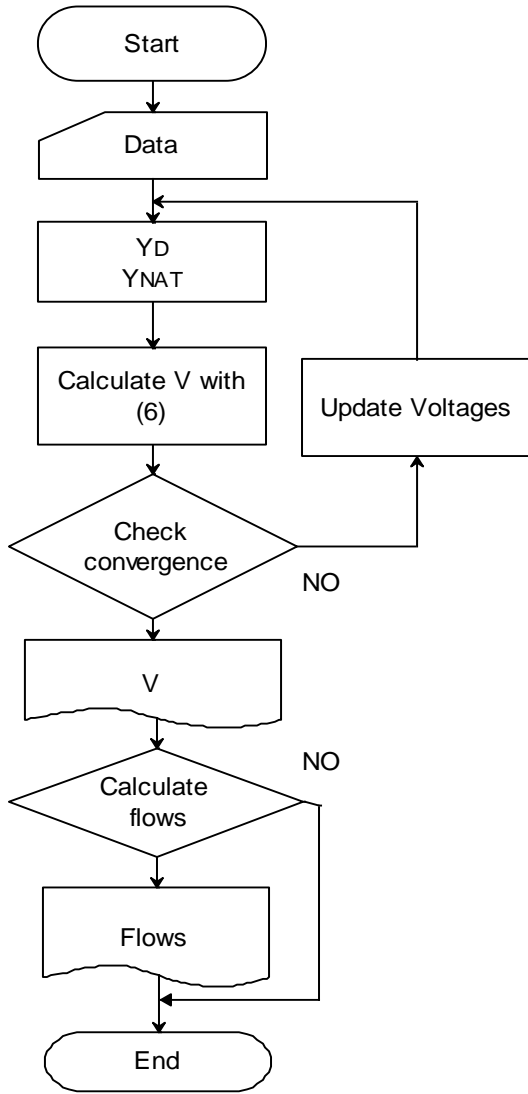 Start
Data
YD
YNAT
Calculate V with
(6)
Update Voltages
Check
convergence
NO
V
NO
Calculate
flows
Flows
End